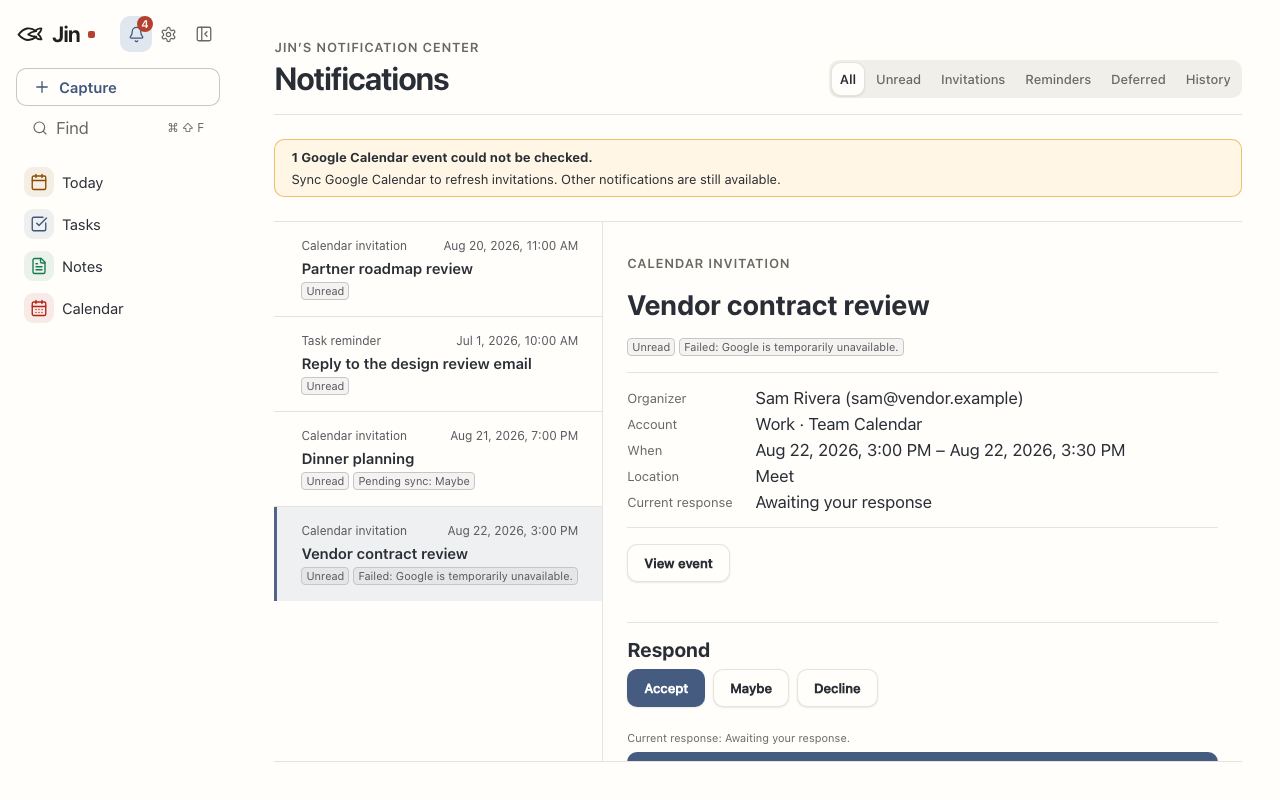 Jin
4
Capture
Find
⌘ ⇧ F
Today
Tasks
Notes
Calendar
JIN'S NOTIFICATION CENTER
Notifications
All Unread Invitations Reminders Deferred History
1 Google Calendar event could not be checked.
Sync Google Calendar to refresh invitations. Other notifications are still available.
Calendar invitation Aug 20, 2026, 11:00 AM
Partner roadmap review
Unread
Task reminder Jul 1, 2026, 10:00 AM
Reply to the design review email
Unread
Calendar invitation Aug 21, 2026, 7:00 PM
Dinner planning
Unread Pending sync: Maybe
Calendar invitation Aug 22, 2026, 3:00 PM
Vendor contract review
Unread Failed: Google is temporarily unavailable.
CALENDAR INVITATION
Vendor contract review
Unread Failed: Google is temporarily unavailable.
Organizer Sam Rivera (sam@vendor.example)
Account Work · Team Calendar
When Aug 22, 2026, 3:00 PM – Aug 22, 2026, 3:30 PM
Location Meet
Current response Awaiting your response
View event
Respond
Accept Maybe Decline
Current response: Awaiting your response.